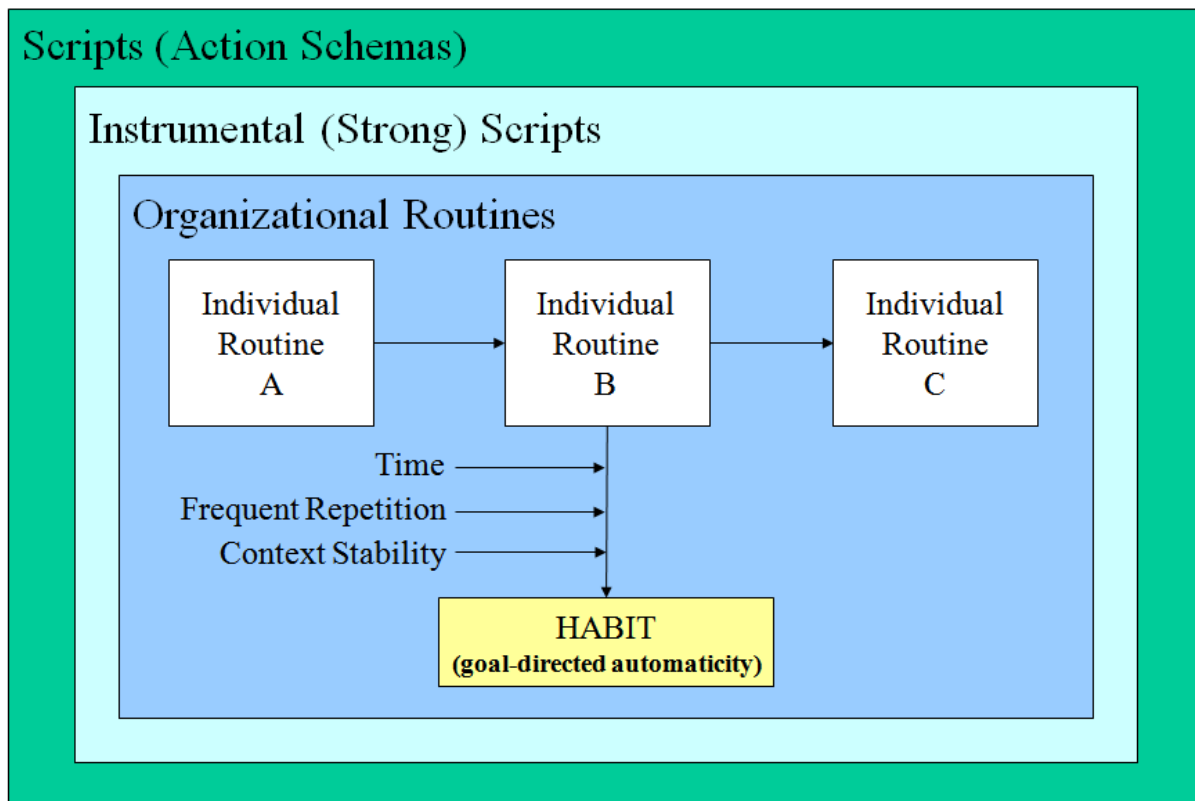 Scripts (Action Schemas)
Instrumental (Strong) Scripts
Organizational Routines
Individual
Routine
A
Individual
Routine
B
Individual
Routine
C
Time
Frequent Repetition
Context Stability
HABIT
(goal-directed automaticity)